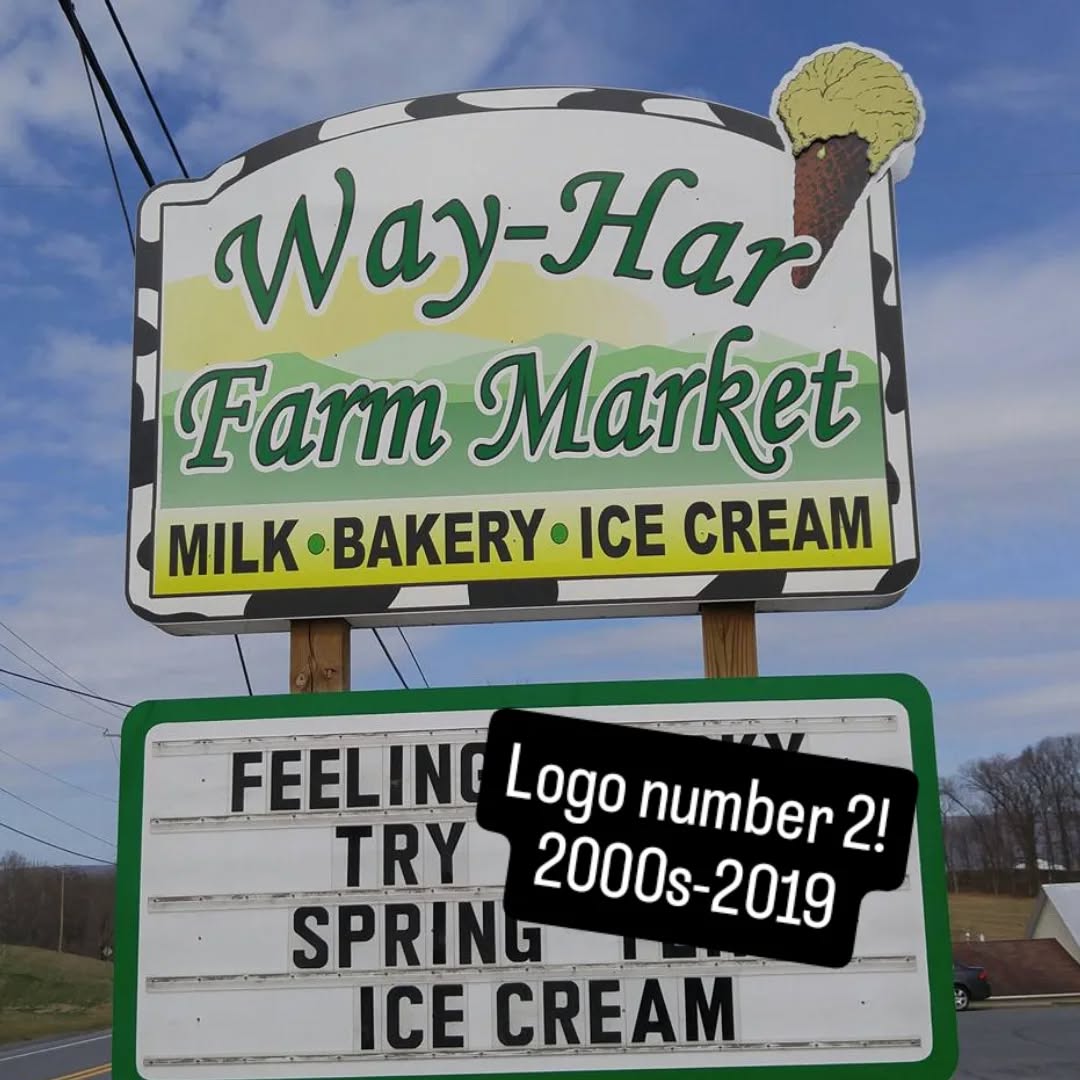 Way-Har
Farm Market
MILK • BAKERY • ICE CREAM
FEELING
TRY
SPRING
ICE CREAM
Logo number 2!
2000s-2019